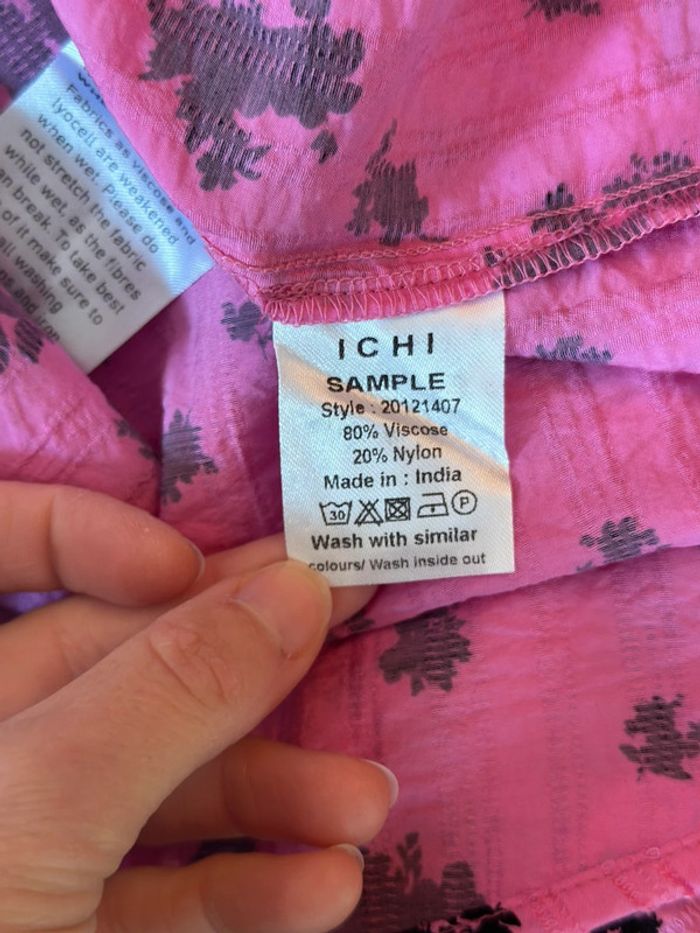 Fabrics as Viscose and
lyocell are weakened
when wet. Please do
not stretch the fabric
while wet, as the fibres
break. To take best
of it make sure to
washing
ICHI
SAMPLE
Style : 20121407
80% Viscose
20% Nylon
Made in : India
30 P
Wash with similar
colours/ Wash inside out